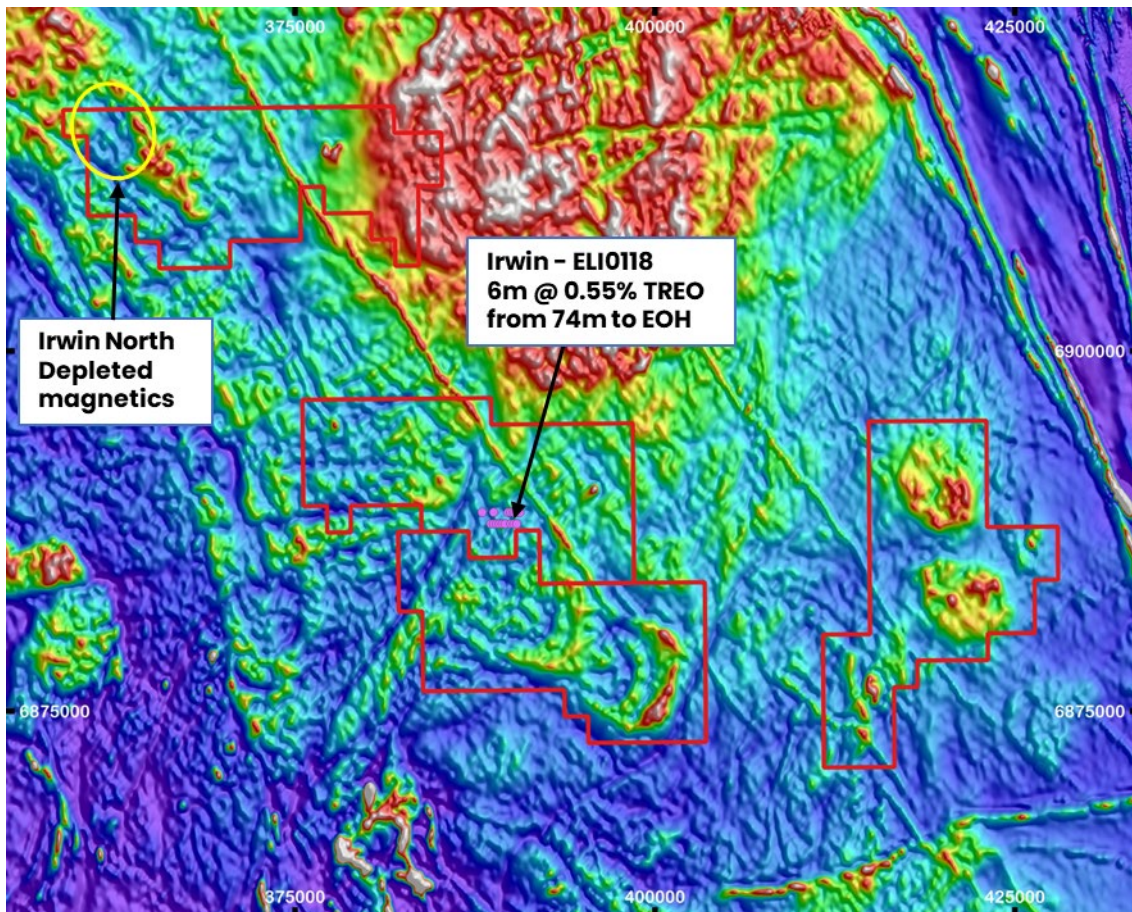 375000
400000
425000
Irwin - ELI0118
6m @ 0.55% TREO
from 74m to EOH
Irwin North
Depleted
magnetics
6900000
6875000
6875000
375000
400000
425000